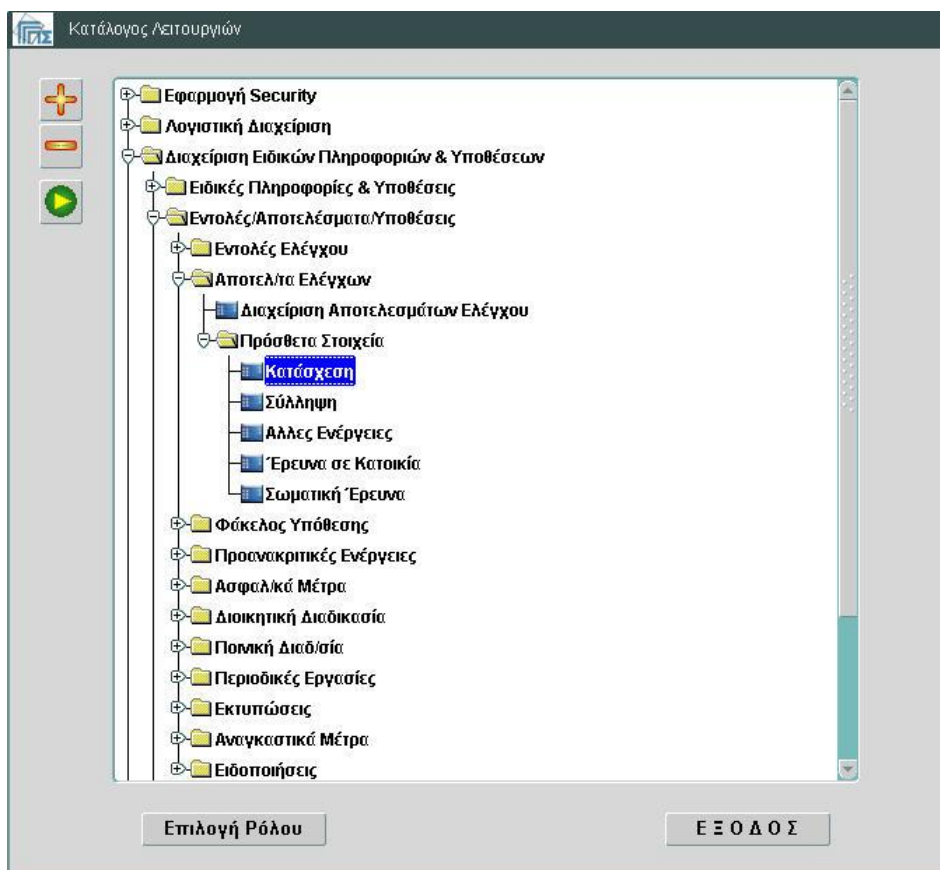 Κατάλογος Λειτουργιών
Εφαρμογή Security
Λογιστική Διαχείριση
Διαχείριση Ειδικών Πληροφοριών & Υποθέσεων
Ειδικές Πληροφορίες & Υποθέσεις
Εντολές/Αποτελέσματα/Υποθέσεις
Εντολές Ελέγχου
Αποτελ/τα Ελέγχων
Διαχείριση Αποτελεσμάτων Ελέγχου
Πρόσθετα Στοιχεία
Κατάσχεση
Σύλληψη
Αλλες Ενέργειες
Έρευνα σε Κατοικία
Σωματική Έρευνα
Φάκελος Υπόθεσης
Προανακριτικές Ενέργειες
Ασφαλ/κά Μέτρα
Διοικητική Διαδικασία
Ποινική Διαδ/σία
Περιοδικές Εργασίες
Εκτυπώσεις
Αναγκαστικά Μέτρα
Ειδοποιήσεις
Επιλογή Ρόλου
Ε Ξ Ο Δ Ο Σ